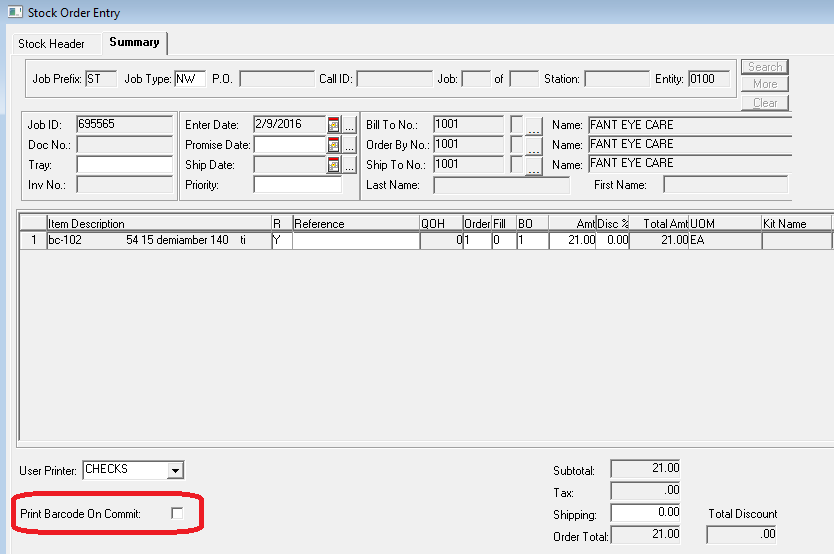 Stock Order Entry
Stock Header Summary
Job Prefix: ST Job Type: NW P.O. Call ID: Job: of Station: Entity: 0100 Search
More
Clear
Job ID: 695565 Enter Date: 2/9/2016 ... Bill To No.: 1001 ... Name: FANT EYE CARE
Doc No.: Promise Date: ... Order By No.: 1001 ... Name: FANT EYE CARE
Tray: Ship Date: ... Ship To No.: 1001 ... Name: FANT EYE CARE
Inv No.: Priority: Last Name: First Name:
Item Description R Reference QOH Order Fill BO Amt Disc % Total Amt UOM Kit Name
1 bc-102 54 15 demiamber 140 ti Y 0 1 0 1 21.00 0.00 21.00 EA
User Printer: CHECKS Subtotal: 21.00
Tax: .00
Print Barcode On Commit: Shipping: 0.00 Total Discount
Order Total: 21.00 .00